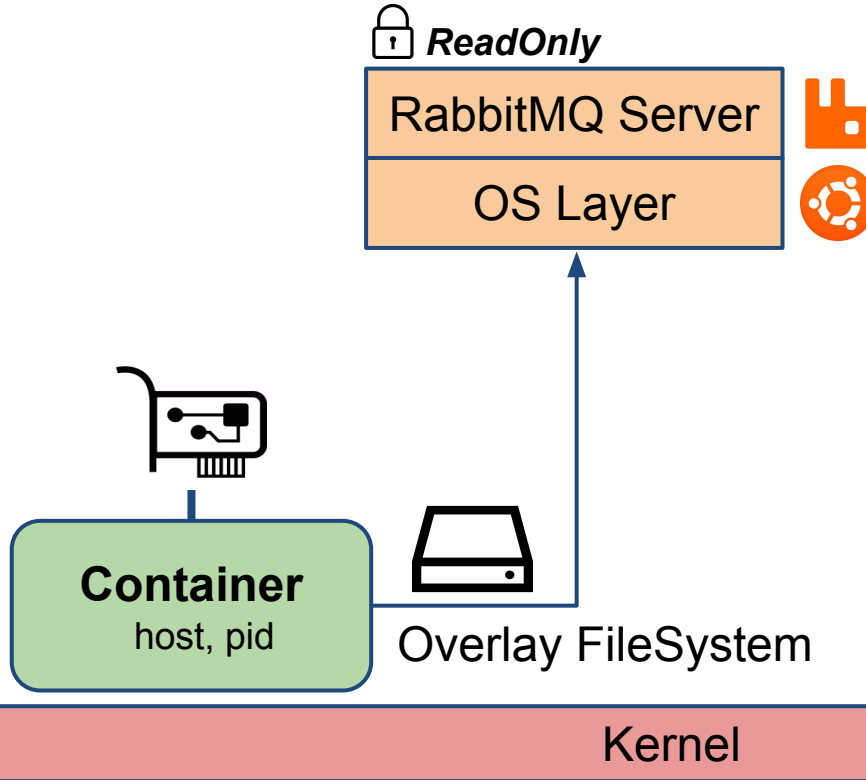 ReadOnly
RabbitMQ Server
OS Layer
Container
host, pid
Overlay FileSystem
Kernel